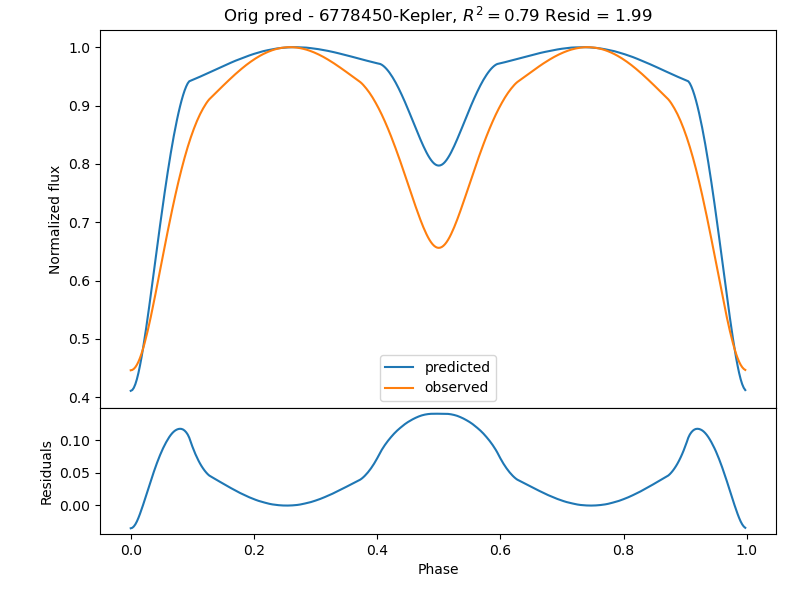 Orig pred - 6778450-Kepler, $R^2 = 0.79$ Resid = 1.99
1.0
0.9
0.8
0.7
0.6
0.5
0.4
Normalized flux
predicted
observed
0.10
0.05
0.00
Residuals
0.0 0.2 0.4 0.6 0.8 1.0
Phase